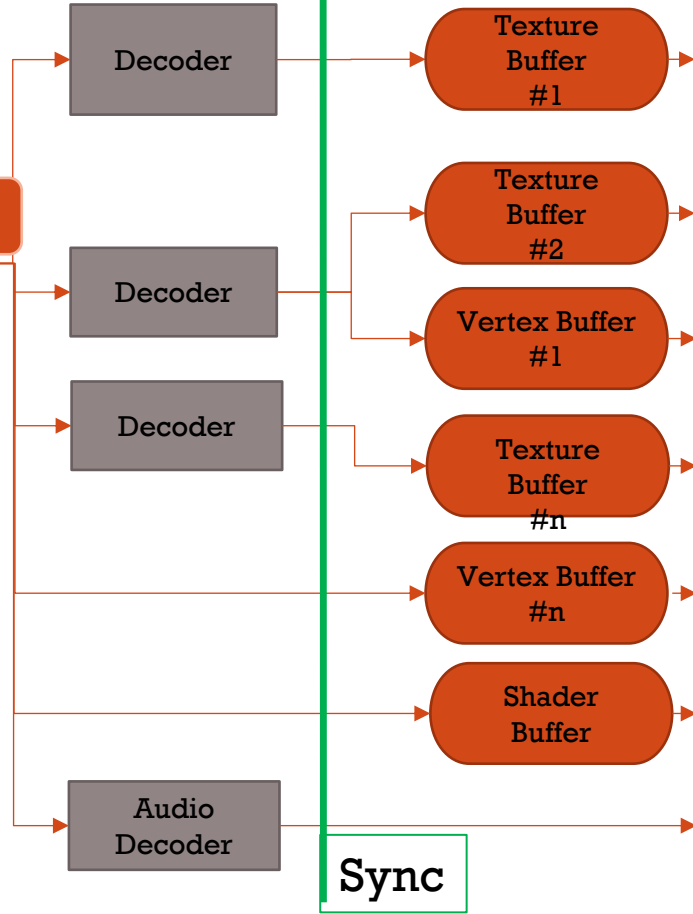 Decoder
Texture
Buffer
#1
Texture
Buffer
#2
Decoder
Vertex Buffer
#1
Decoder
Texture
Buffer
#n
Vertex Buffer
#n
Shader
Buffer
Audio
Decoder
Sync